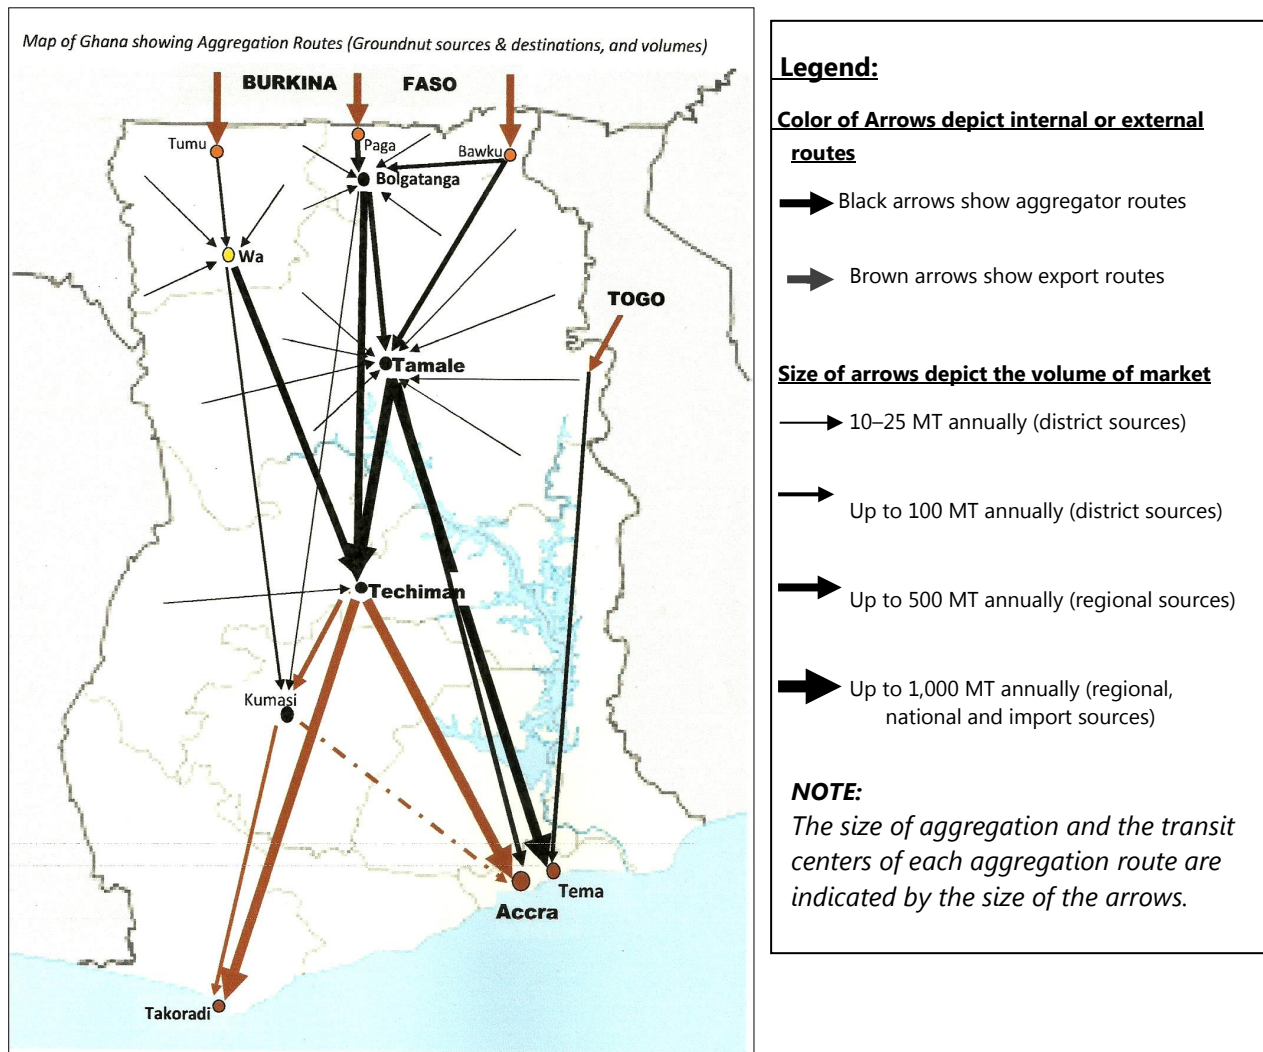 Map of Ghana showing Aggregation Routes (Groundnut sources & destinations, and volumes)
BURKINA FASO
Tumu
Paga
Bawku
Bolgatanga
Wa
TOGO
Tamale
Techiman
Kumasi
Tema
Accra
Takoradi
Legend:
Color of Arrows depict internal or external
routes
Black arrows show aggregator routes
Brown arrows show export routes
Size of arrows depict the volume of market
10–25 MT annually (district sources)
Up to 100 MT annually (district sources)
Up to 500 MT annually (regional sources)
Up to 1,000 MT annually (regional,
national and import sources)
NOTE:
The size of aggregation and the transit
centers of each aggregation route are
indicated by the size of the arrows.